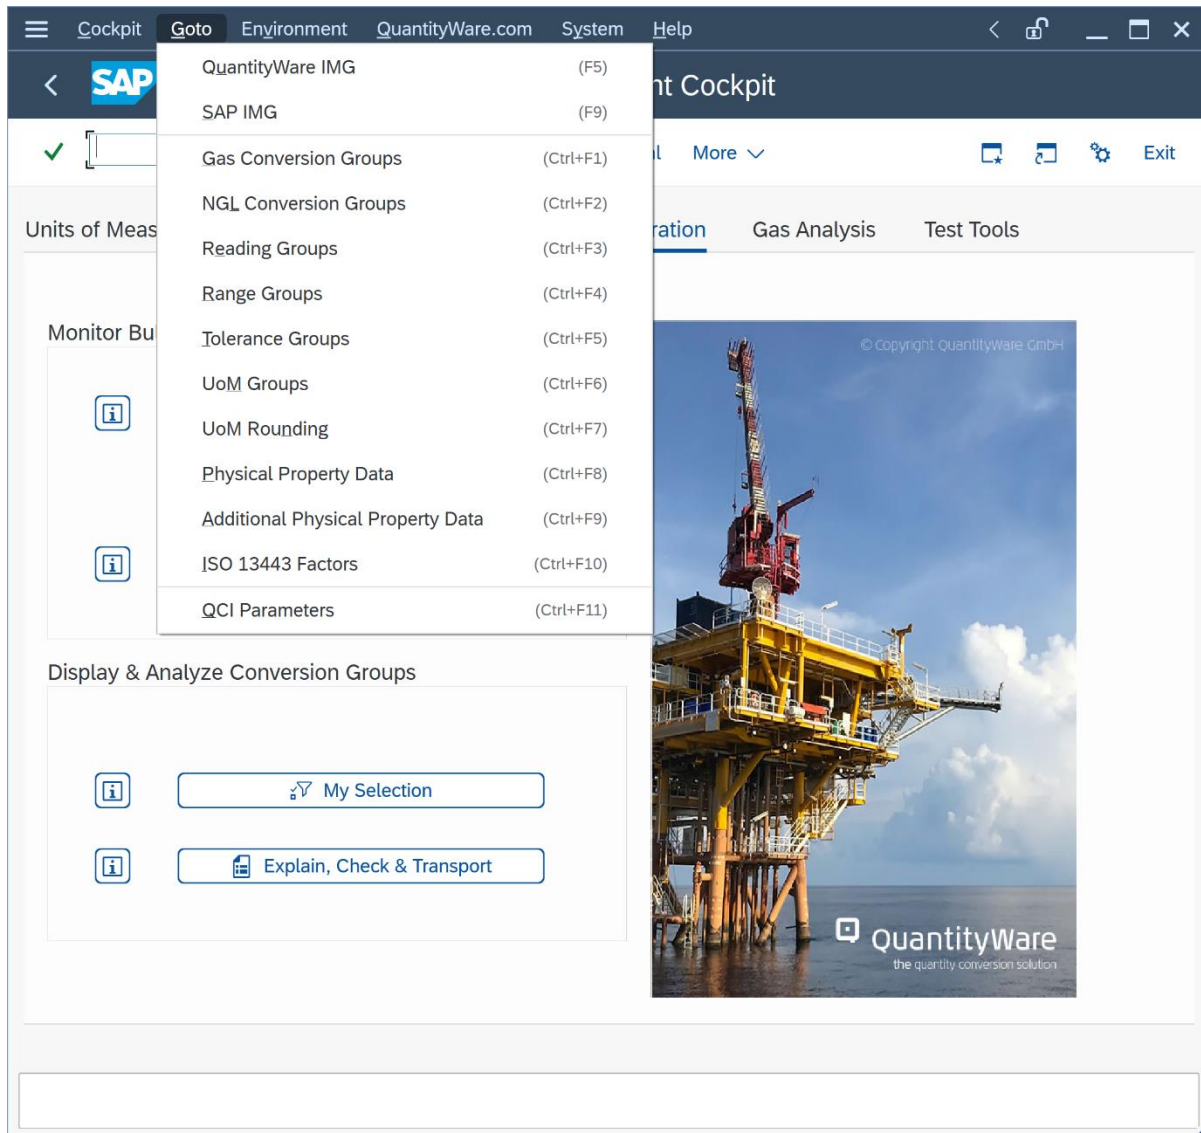 Cockpit Goto Environment QuantityWare.com System Help
SAP nt Cockpit
QuantityWare IMG (F5)
SAP IMG (F9)
Gas Conversion Groups (Ctrl+F1)
NGL Conversion Groups (Ctrl+F2)
Reading Groups (Ctrl+F3)
Range Groups (Ctrl+F4)
Tolerance Groups (Ctrl+F5)
UoM Groups (Ctrl+F6)
UoM Rounding (Ctrl+F7)
Physical Property Data (Ctrl+F8)
Additional Physical Property Data (Ctrl+F9)
ISO 13443 Factors (Ctrl+F10)
QCI Parameters (Ctrl+F11)
al More Exit
Units of Meas ration Gas Analysis Test Tools
Monitor Bul
© Copyright QuantityWare GmbH
Display & Analyze Conversion Groups
My Selection
Explain, Check & Transport
QuantityWare
the quantity conversion solution